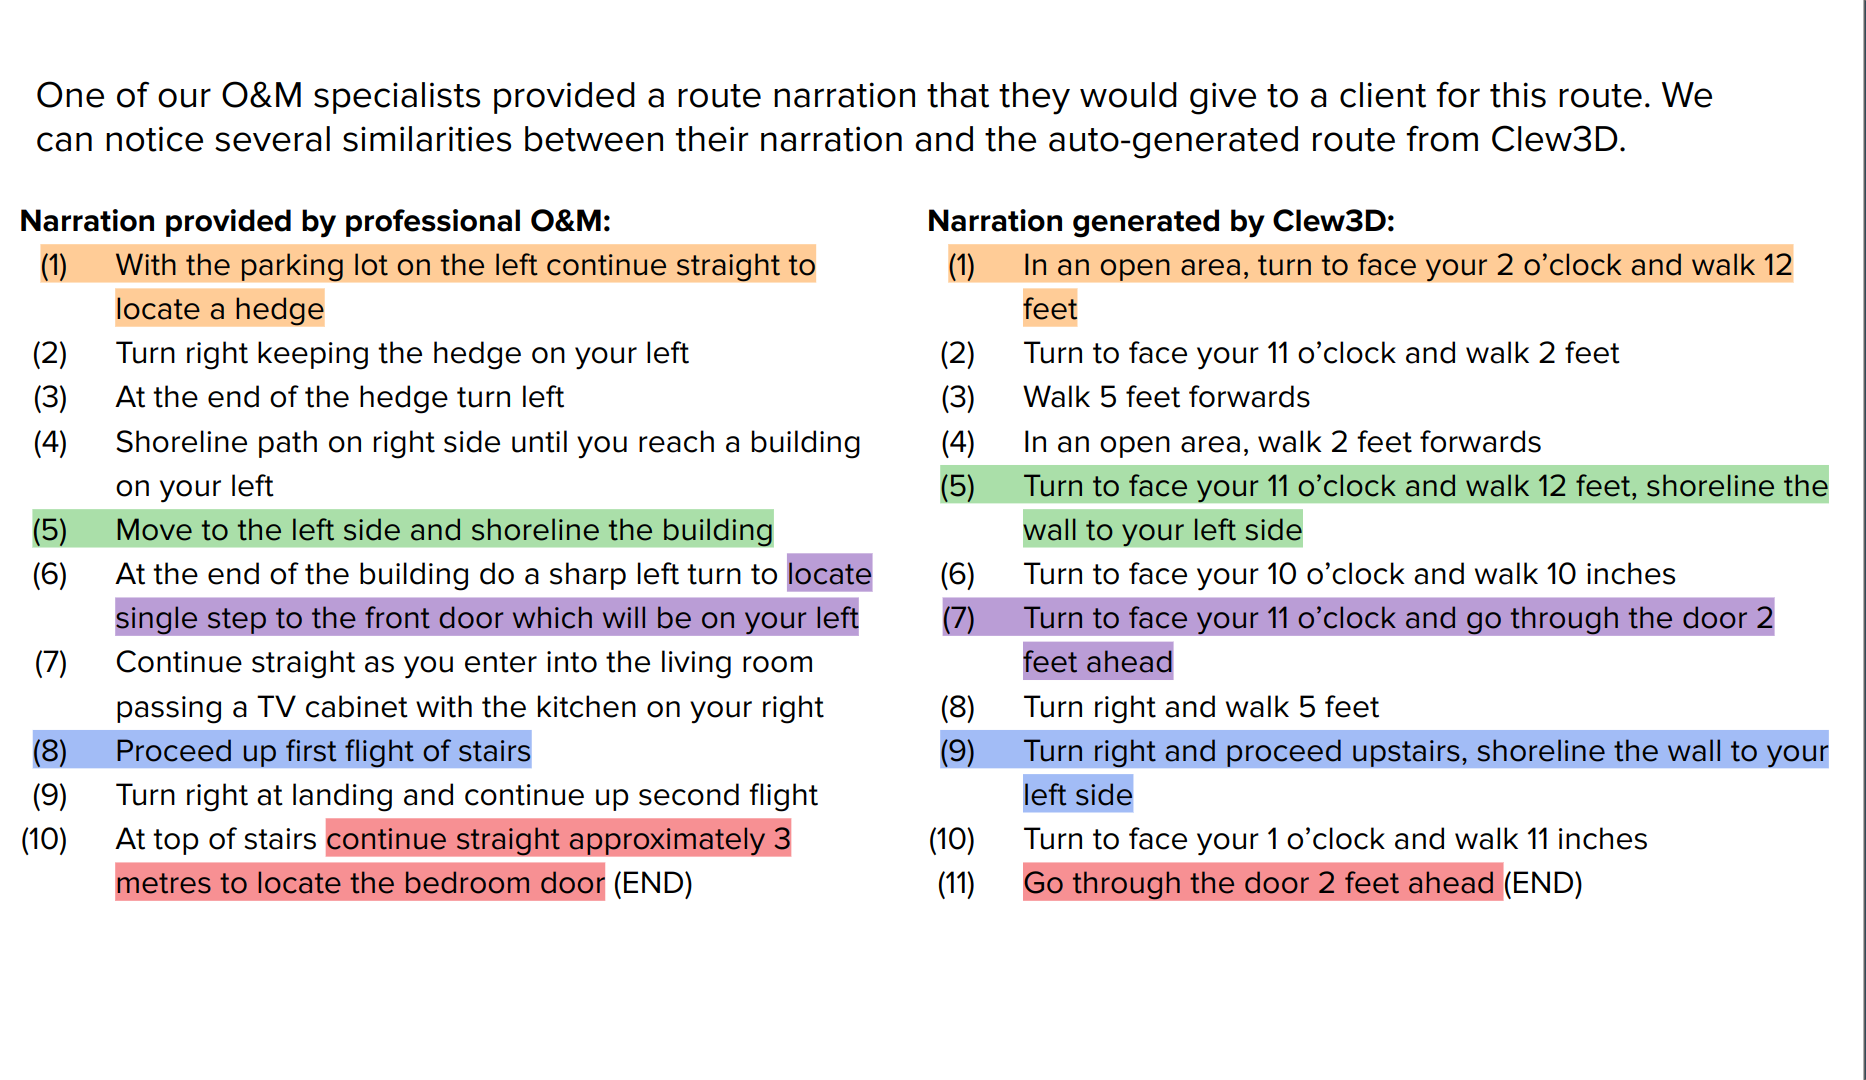 One of our O&M specialists provided a route narration that they would give to a client for this route. We
can notice several similarities between their narration and the auto-generated route from Clew3D.
Narration provided by professional O&M:
(1) With the parking lot on the left continue straight to
locate a hedge
(2) Turn right keeping the hedge on your left
(3) At the end of the hedge turn left
(4) Shoreline path on right side until you reach a building
on your left
(5) Move to the left side and shoreline the building
(6) At the end of the building do a sharp left turn to locate
single step to the front door which will be on your left
(7) Continue straight as you enter into the living room
passing a TV cabinet with the kitchen on your right
(8) Proceed up first flight of stairs
(9) Turn right at landing and continue up second flight
(10) At top of stairs continue straight approximately 3
metres to locate the bedroom door (END)
Narration generated by Clew3D:
(1) In an open area, turn to face your 2 o’clock and walk 12
feet
(2) Turn to face your 11 o’clock and walk 2 feet
(3) Walk 5 feet forwards
(4) In an open area, walk 2 feet forwards
(5) Turn to face your 11 o’clock and walk 12 feet, shoreline the
wall to your left side
(6) Turn to face your 10 o’clock and walk 10 inches
(7) Turn to face your 11 o’clock and go through the door 2
feet ahead
(8) Turn right and walk 5 feet
(9) Turn right and proceed upstairs, shoreline the wall to your
left side
(10) Turn to face your 1 o’clock and walk 11 inches
(11) Go through the door 2 feet ahead (END)